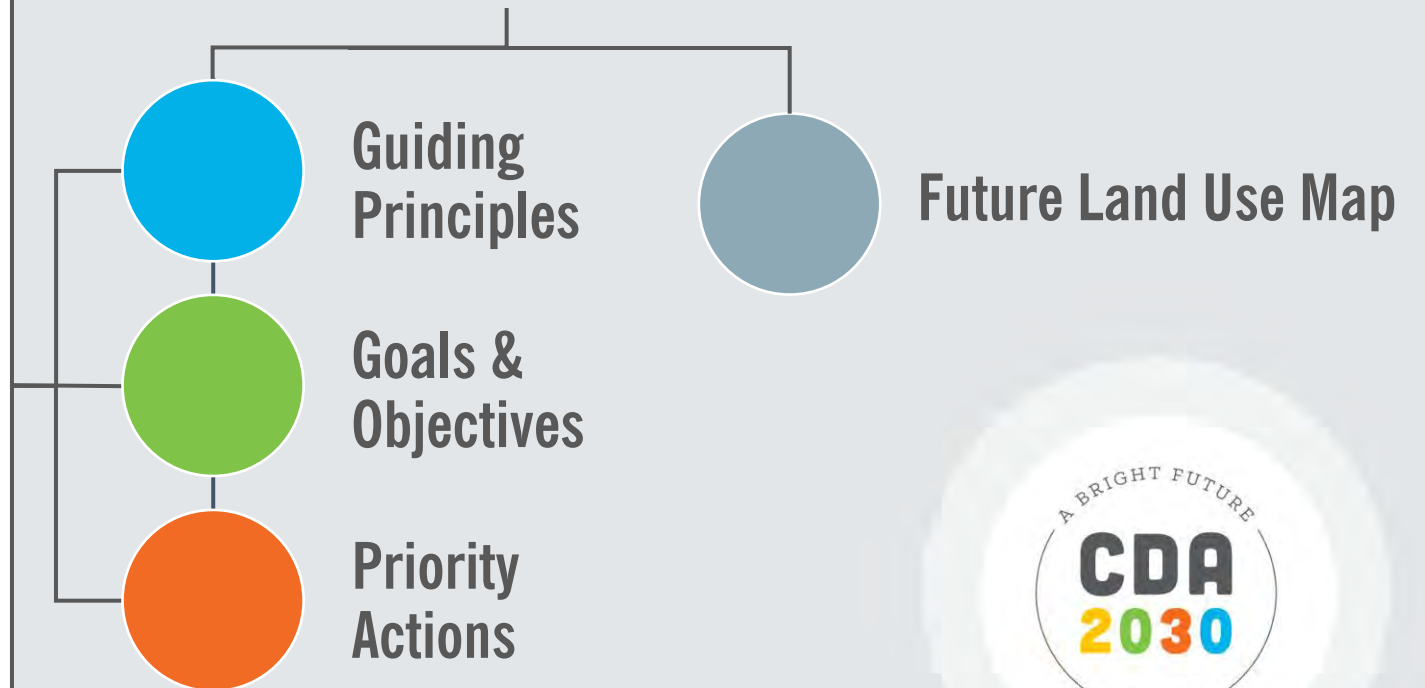 Guiding
Principles
Future Land Use Map
Goals &
Objectives
Priority
Actions
A BRIGHT FUTURE
CDA
2030